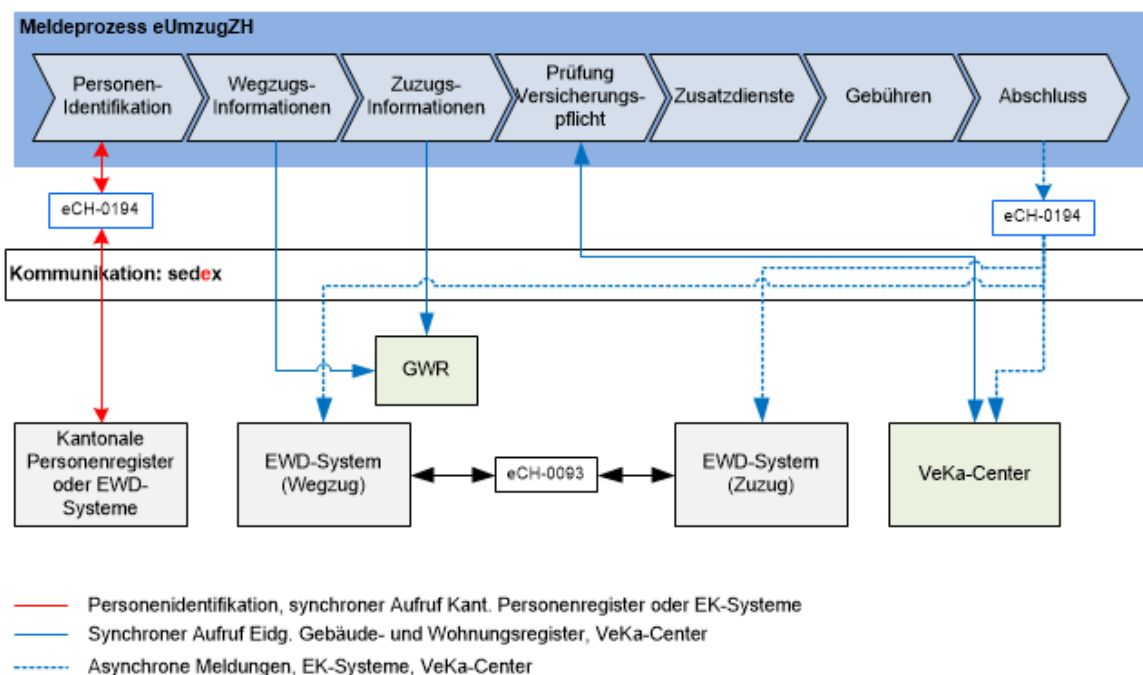 Meldeprozess eUmzugZH
Personen-
Identifikation
Wegzugs-
Informationen
Zuzugs-
Informationen
Prüfung
Versicherungs-
pflicht
Zusatzdienste
Gebühren
Abschluss
eCH-0194
eCH-0194
Kommunikation: sedex
GWR
Kantonale
Personenregister
oder EWD-
Systeme
EWD-System
(Wegzug)
eCH-0093
EWD-System
(Zuzug)
VeKa-Center
Personenidentifikation, synchroner Aufruf Kant. Personenregister oder EK-Systeme
Synchroner Aufruf Eidg. Gebäude- und Wohnungsregister, VeKa-Center
Asynchrone Meldungen, EK-Systeme, VeKa-Center